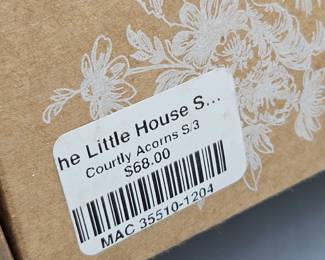 he Little House S...
Courtly Acorns S/3
$68.00
MAC 35510-1204